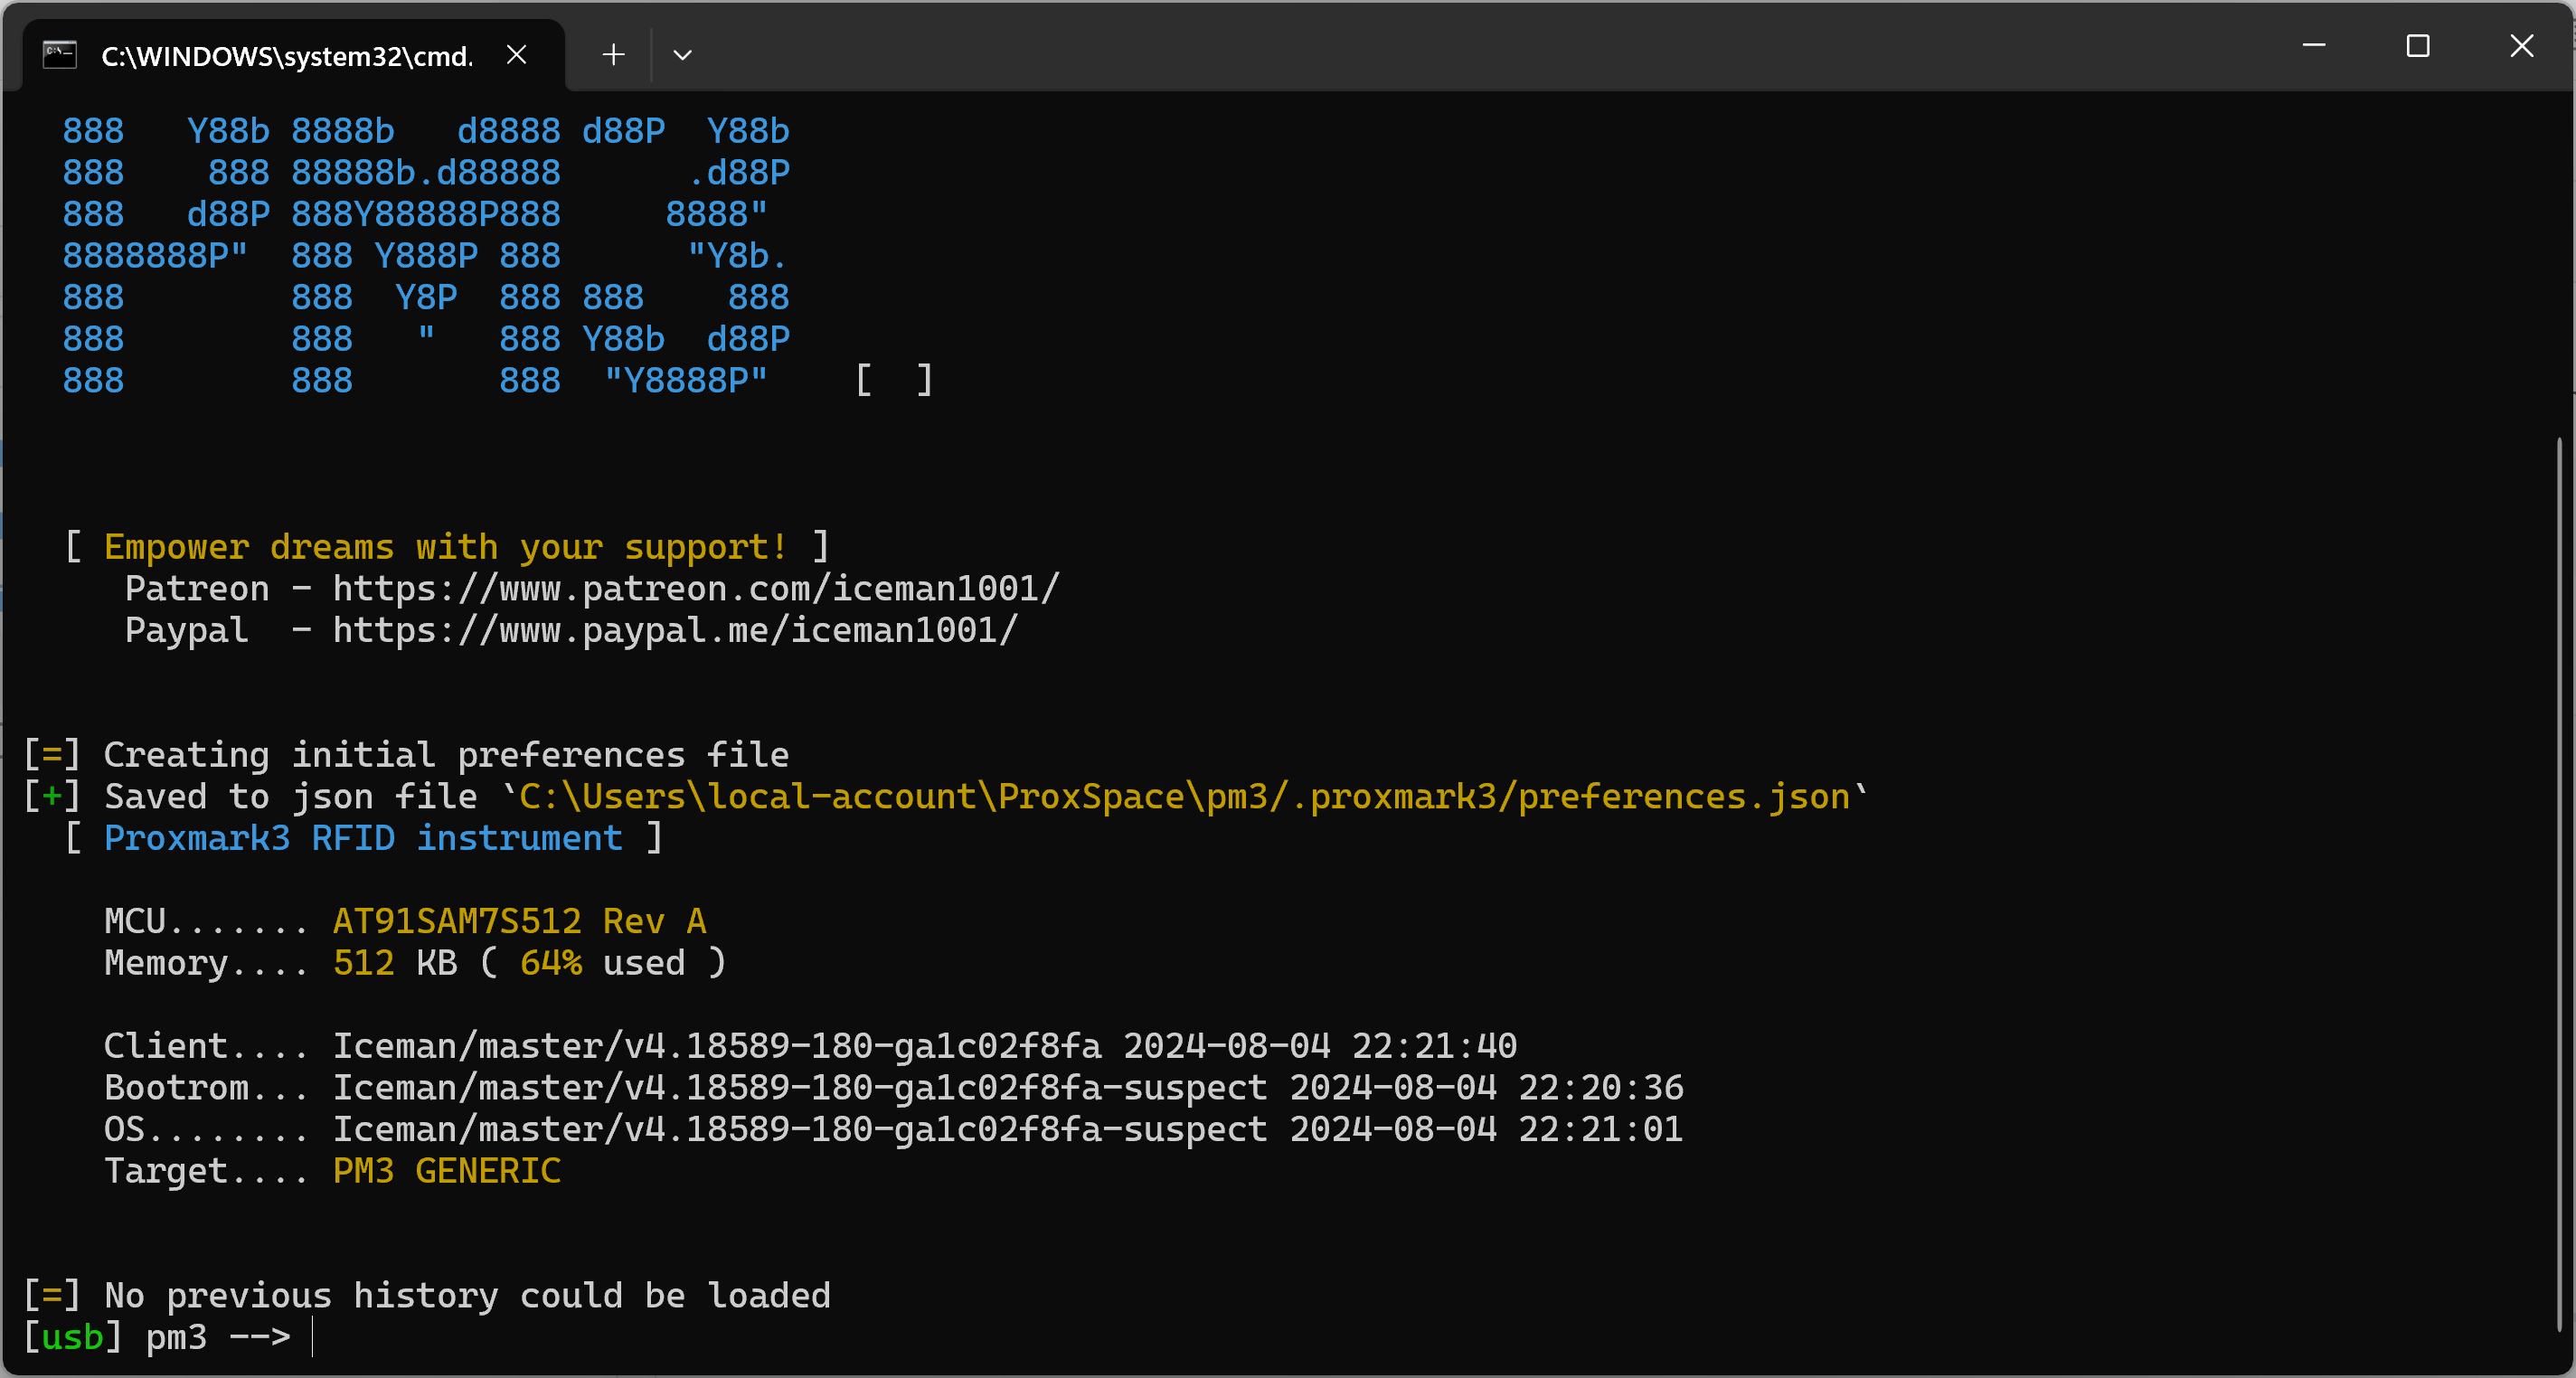 C:\WINDOWS\system32\cmd.
888   Y88b 8888b   d8888 d88P  Y88b
888    888 88888b.d88888      .d88P
888   d88P 888Y88888P888     8888"
8888888P"  888 Y888P 888      "Y8b.
888        888  Y8P  888 888    888
888        888   "   888 Y88b  d88P
888        888       888  "Y8888P"    [  ]
[ Empower dreams with your support! ]
Patreon - https://www.patreon.com/iceman1001/
Paypal  - https://www.paypal.me/iceman1001/
[=] Creating initial preferences file
[+] Saved to json file `C:\Users\local-account\ProxSpace\pm3/.proxmark3/preferences.json`
[ Proxmark3 RFID instrument ]
MCU....... AT91SAM7S512 Rev A
Memory.... 512 KB ( 64% used )
Client.... Iceman/master/v4.18589-180-ga1c02f8fa 2024-08-04 22:21:40
Bootrom... Iceman/master/v4.18589-180-ga1c02f8fa-suspect 2024-08-04 22:20:36
OS........ Iceman/master/v4.18589-180-ga1c02f8fa-suspect 2024-08-04 22:21:01
Target.... PM3 GENERIC
[=] No previous history could be loaded
[usb] pm3 -->